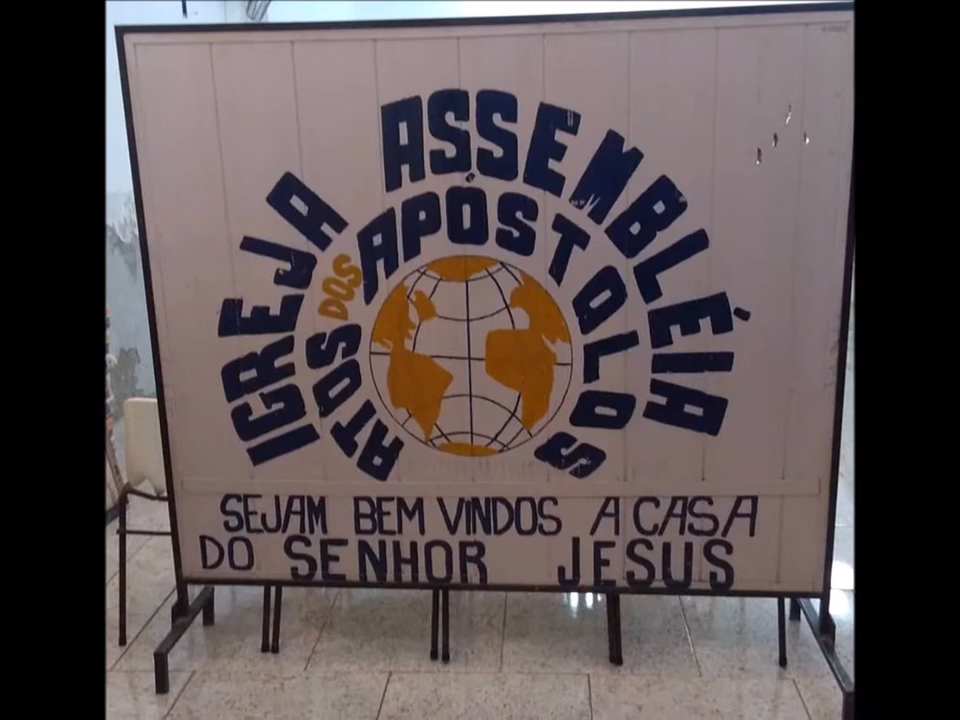 IGREJA ASSEMBLÉIA
ATOS DOS APÓSTOLOS
SEJAM BEM VINDOS A CASA
DO SENHOR JESUS